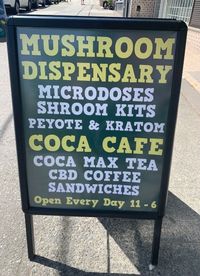 MUSHROOM
DISPENSARY
MICRODOSES
SHROOM KITS
PEYOTE & KRATOM
COCA CAFE
COCA MAX TEA
CBD COFFEE
SANDWICHES
Open Every Day 11 - 6